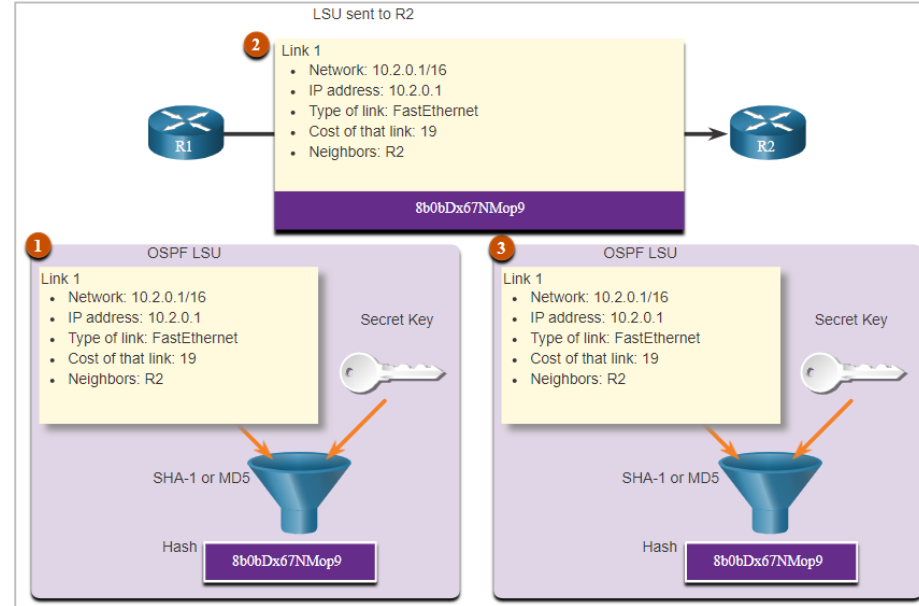 LSU sent to R2
2
Link 1
• Network: 10.2.0.1/16
• IP address: 10.2.0.1
• Type of link: FastEthernet
• Cost of that link: 19
• Neighbors: R2
R1
R2
8b0bDx67NMop9
1
OSPF LSU
Link 1
• Network: 10.2.0.1/16
• IP address: 10.2.0.1
• Type of link: FastEthernet
• Cost of that link: 19
• Neighbors: R2
Secret Key
SHA-1 or MD5
Hash
8b0bDx67NMop9
3
OSPF LSU
Link 1
• Network: 10.2.0.1/16
• IP address: 10.2.0.1
• Type of link: FastEthernet
• Cost of that link: 19
• Neighbors: R2
Secret Key
SHA-1 or MD5
Hash
8b0bDx67NMop9